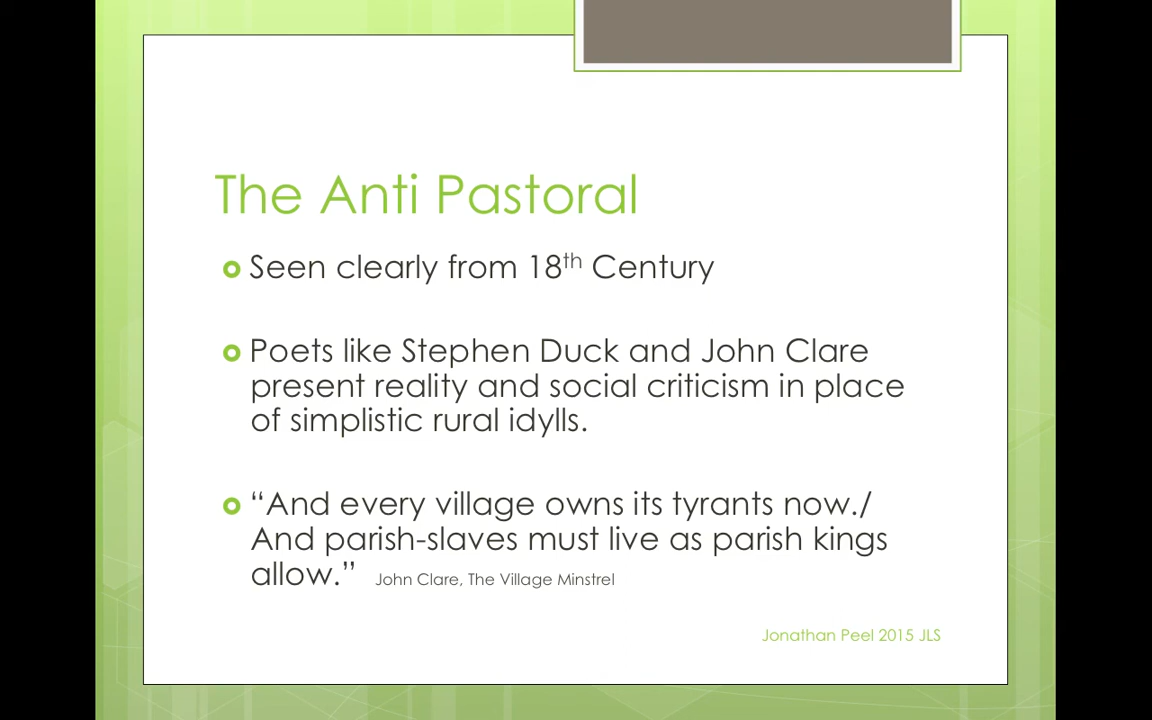 The Anti Pastoral
Seen clearly from 18th Century
Poets like Stephen Duck and John Clare
present reality and social criticism in place
of simplistic rural idylls.
“And every village owns its tyrants now./
And parish-slaves must live as parish kings
allow.” John Clare, The Village Minstrel
Jonathan Peel 2015 JLS